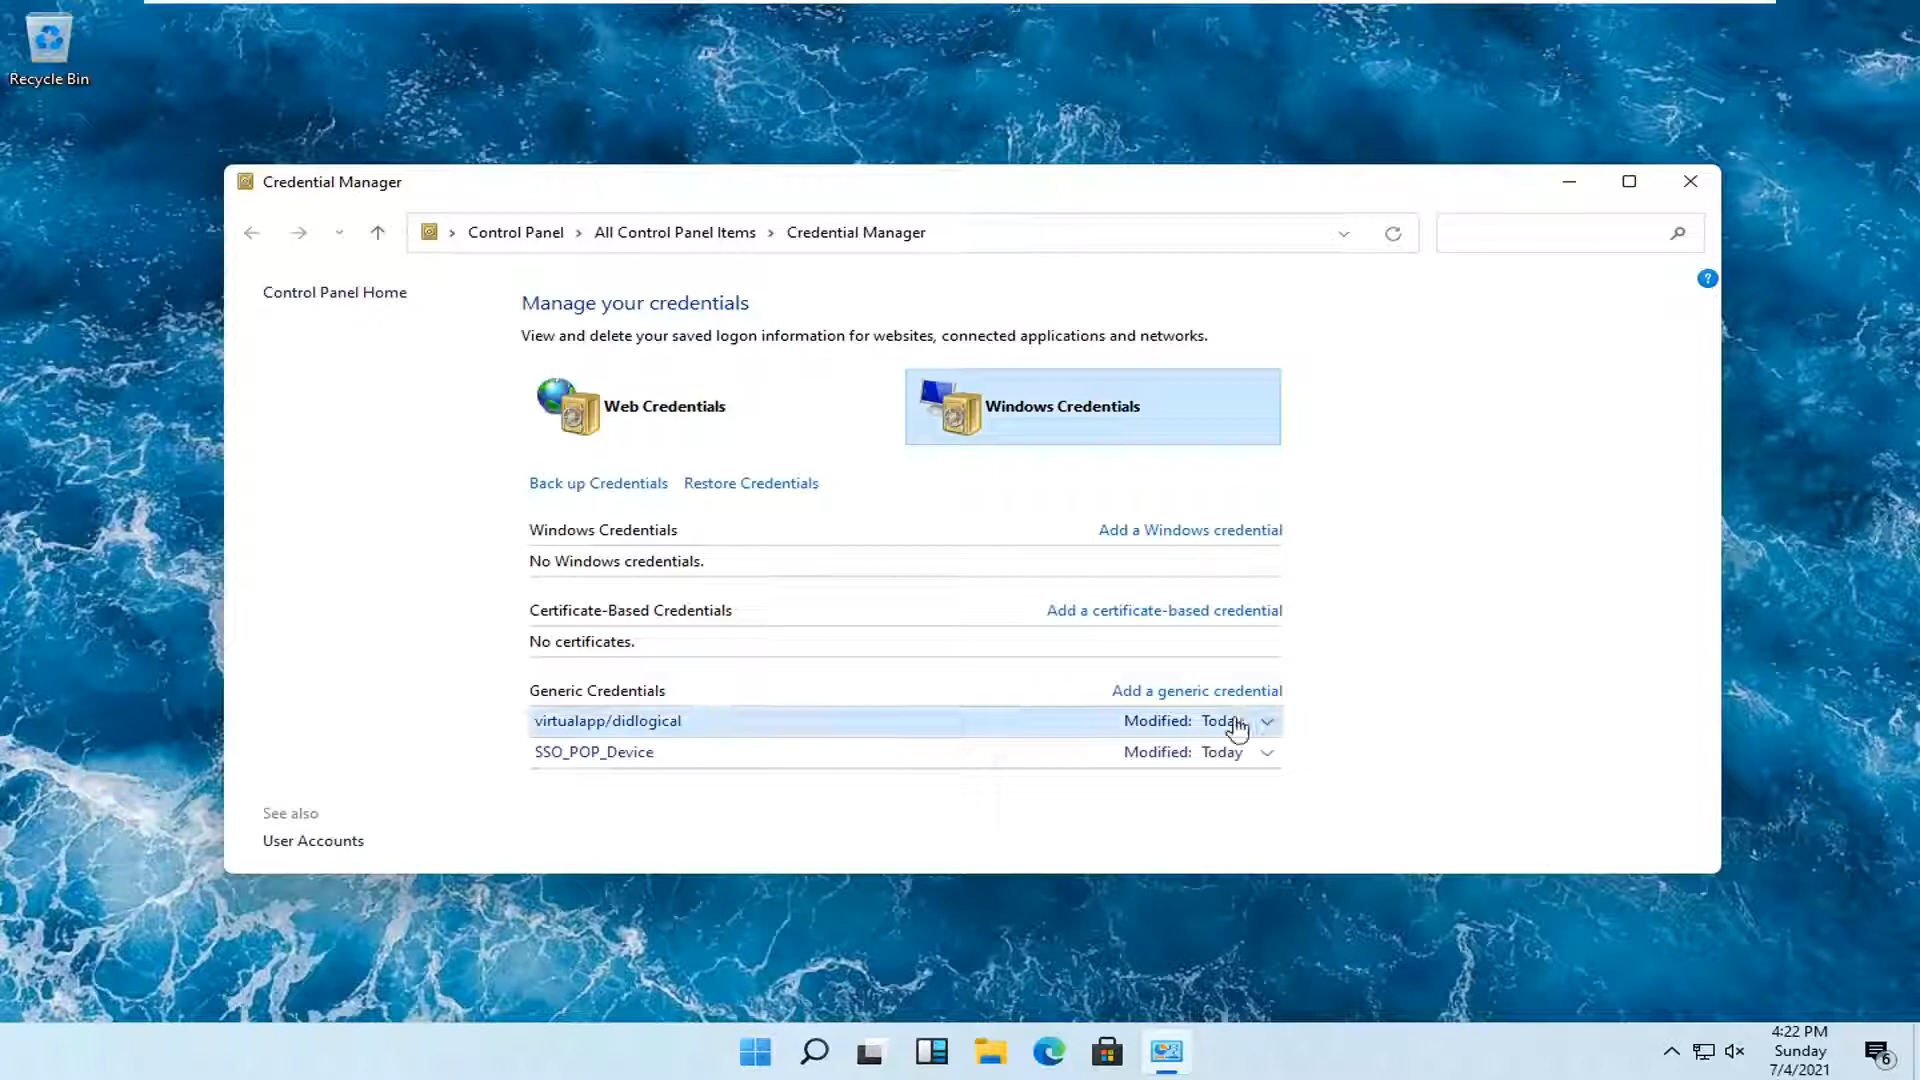 Recycle Bin
Credential Manager
Control Panel All Control Panel Items Credential Manager
?
Control Panel Home
Manage your credentials
View and delete your saved logon information for websites, connected applications and networks.
Web Credentials
Windows Credentials
Back up Credentials Restore Credentials
Windows Credentials Add a Windows credential
No Windows credentials.
Certificate-Based Credentials Add a certificate-based credential
No certificates.
Generic Credentials Add a generic credential
virtualapp/didlogical Modified: Today
SSO_POP_Device Modified: Today
See also
User Accounts
4:22 PM
Sunday
7/4/2021
6